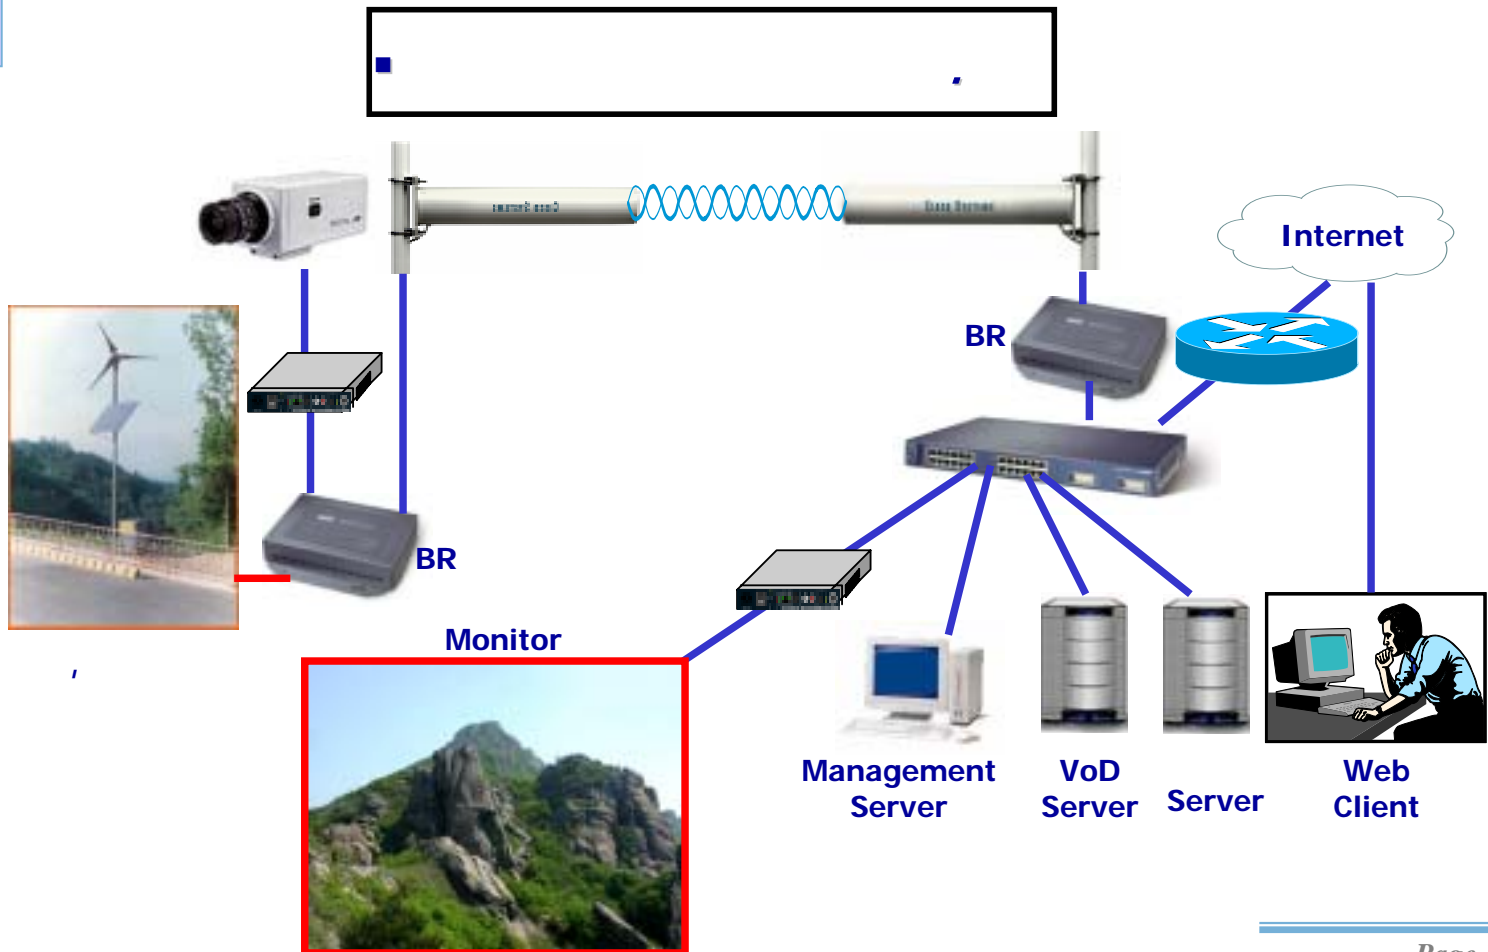 Internet
BR
BR
Monitor
Management
Server
VoD
Server
Server
Web
Client